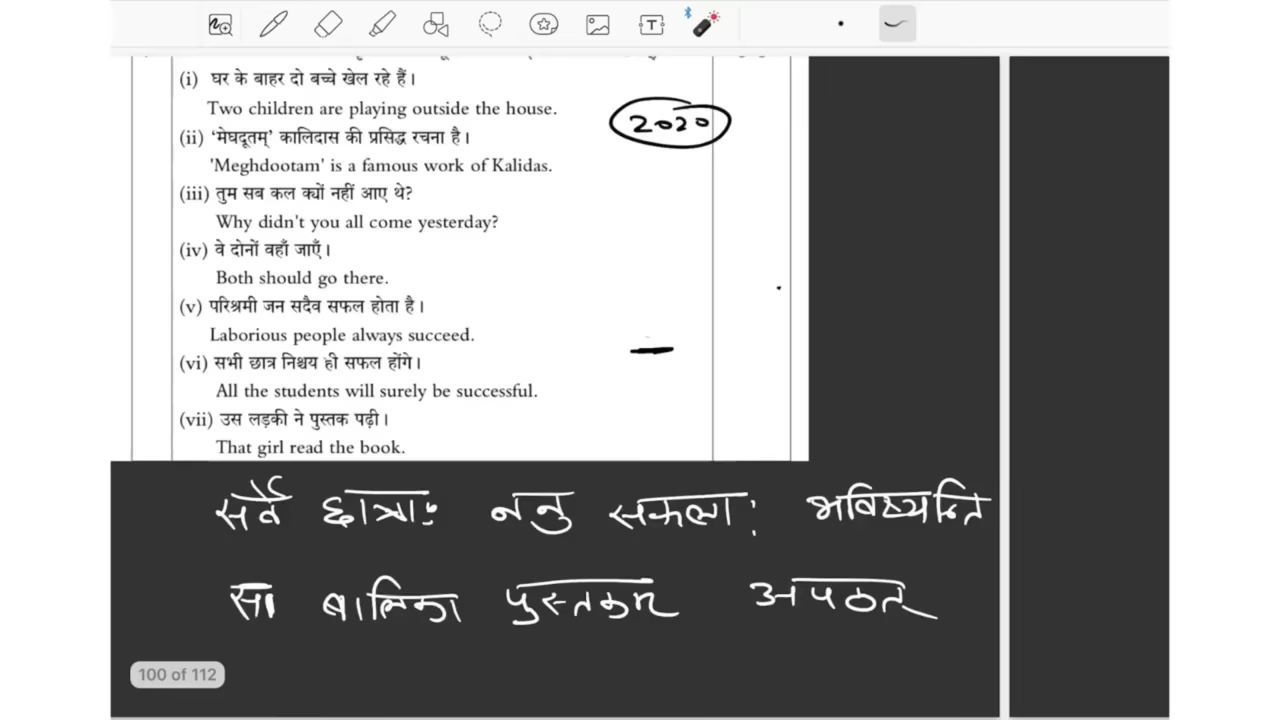 (i) घर के बाहर दो बच्चे खेल रहे हैं।
Two children are playing outside the house.
2020
(ii) 'मेघदूतम्' कालिदास की प्रसिद्ध रचना है।
'Meghdootam' is a famous work of Kalidas.
(iii) तुम सब कल क्यों नहीं आए थे?
Why didn't you all come yesterday?
(iv) वे दोनों वहाँ जाएँ।
Both should go there.
(v) परिश्रमी जन सदैव सफल होता है।
Laborious people always succeed.
(vi) सभी छात्र निश्चय ही सफल होंगे।
All the students will surely be successful.
(vii) उस लड़की ने पुस्तक पढ़ी।
That girl read the book.
सर्वे छात्राः ननु सफलाः भविष्यन्ति
सा बालिका पुस्तकम् अपठत्
100 of 112